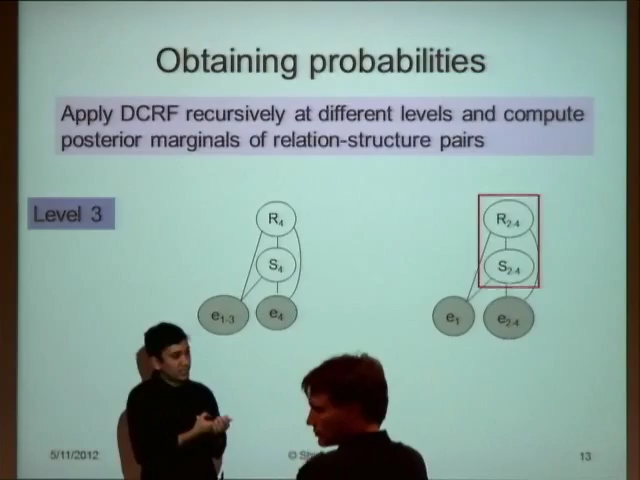 Obtaining probabilities
Apply DCRF recursively at different levels and compute
posterior marginals of relation-structure pairs
Level 3
R4
R2-4
S4
S2-4
e1-3
e4
e1
e2-4
5/11/2012
©
13